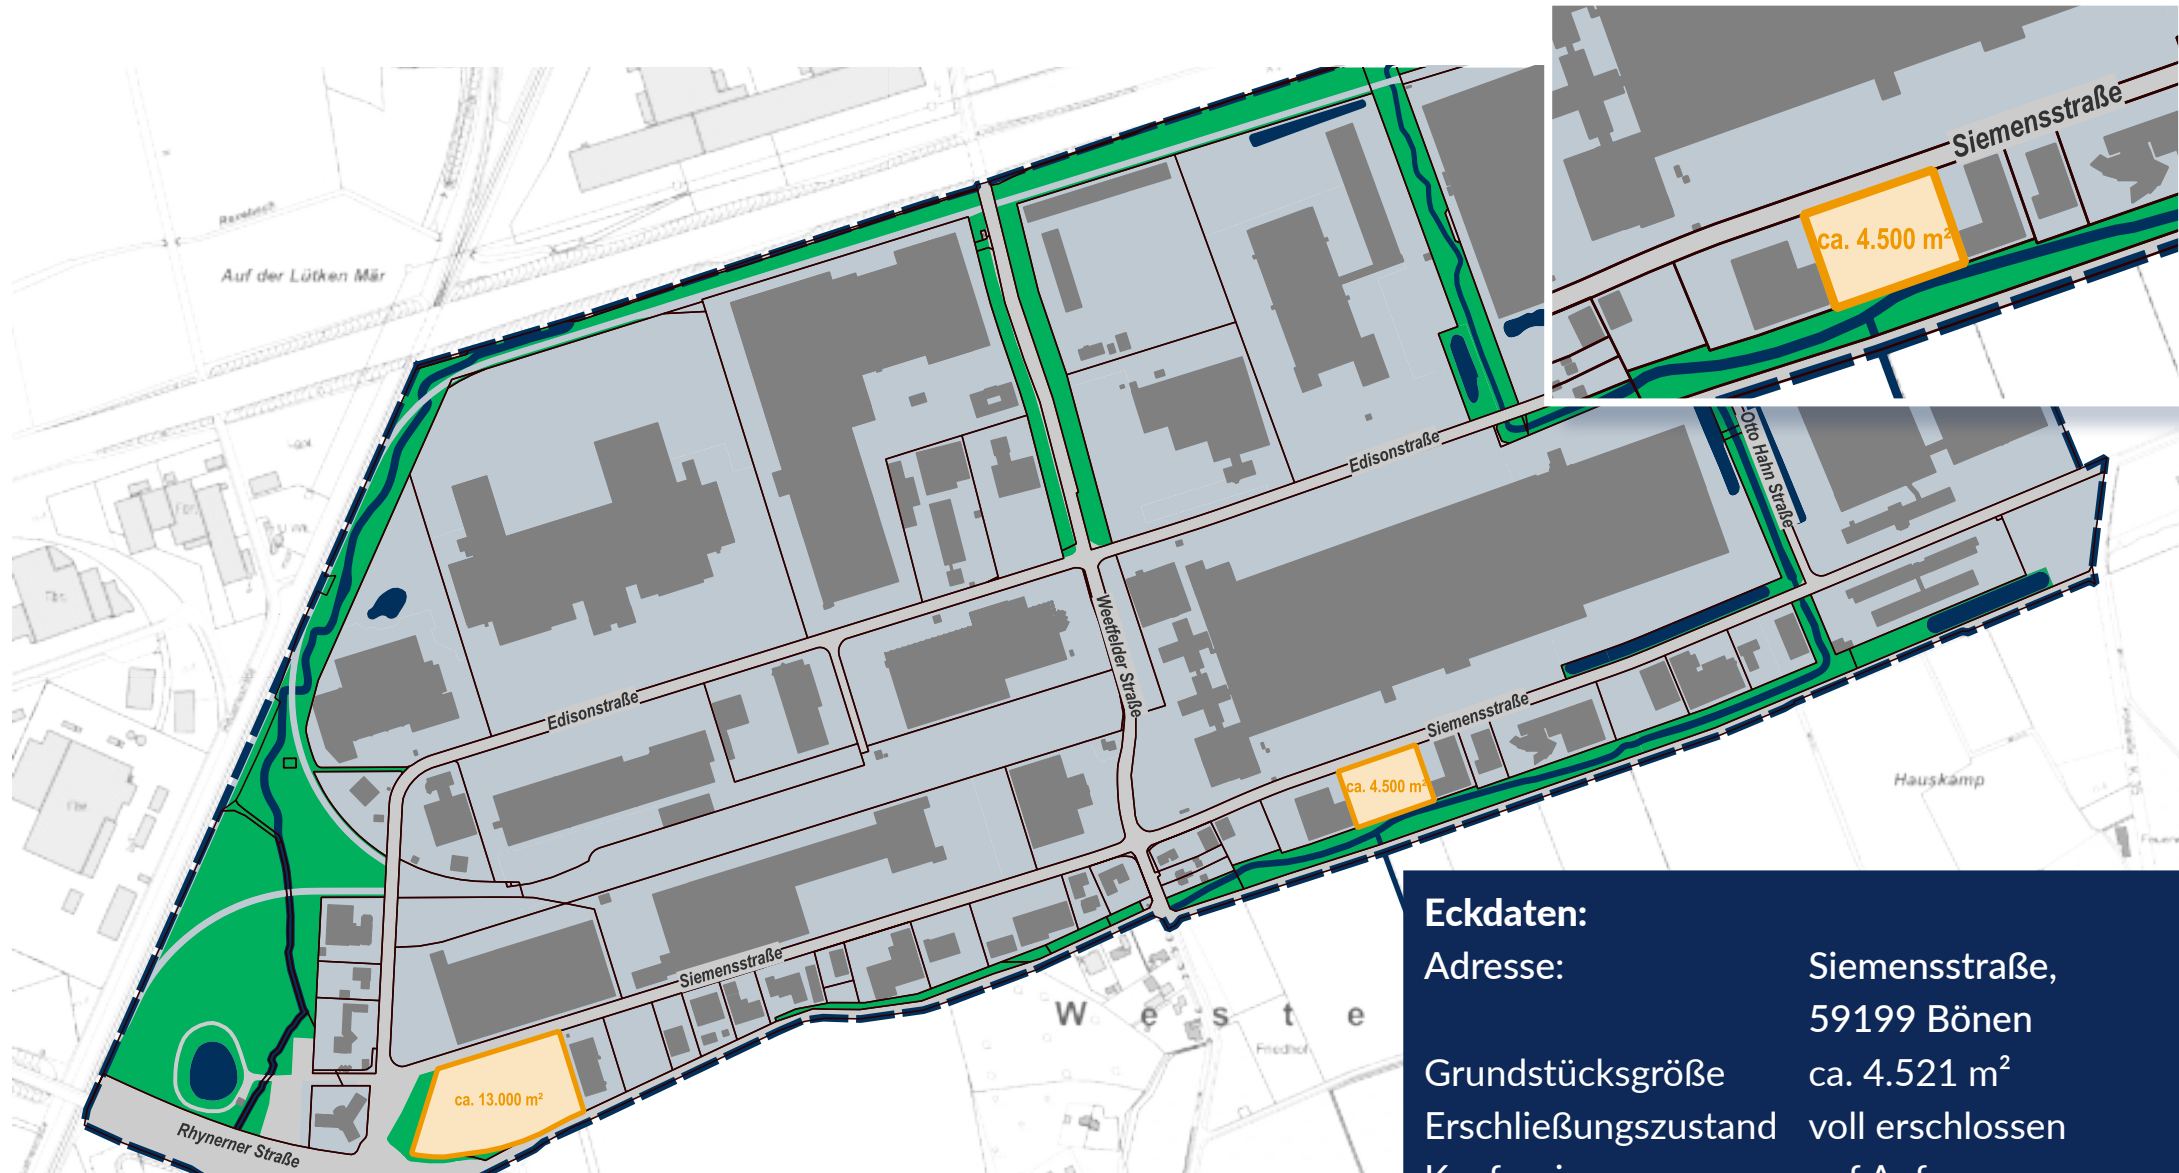 Siemensstraße
ca. 4.500 m²
Auf der Lütken Mär
Edisonstraße
Otto Hahn Straße
Weetfelder Straße
Edisonstraße
Siemensstraße
ca. 4.500 m²
Hauskamp
Siemensstraße
W e s t e
Friedhof
ca. 13.000 m²
Rhynerner Straße
Eckdaten:
Adresse: Siemensstraße,
59199 Bönen
Grundstücksgröße ca. 4.521 m²
Erschließungszustand voll erschlossen